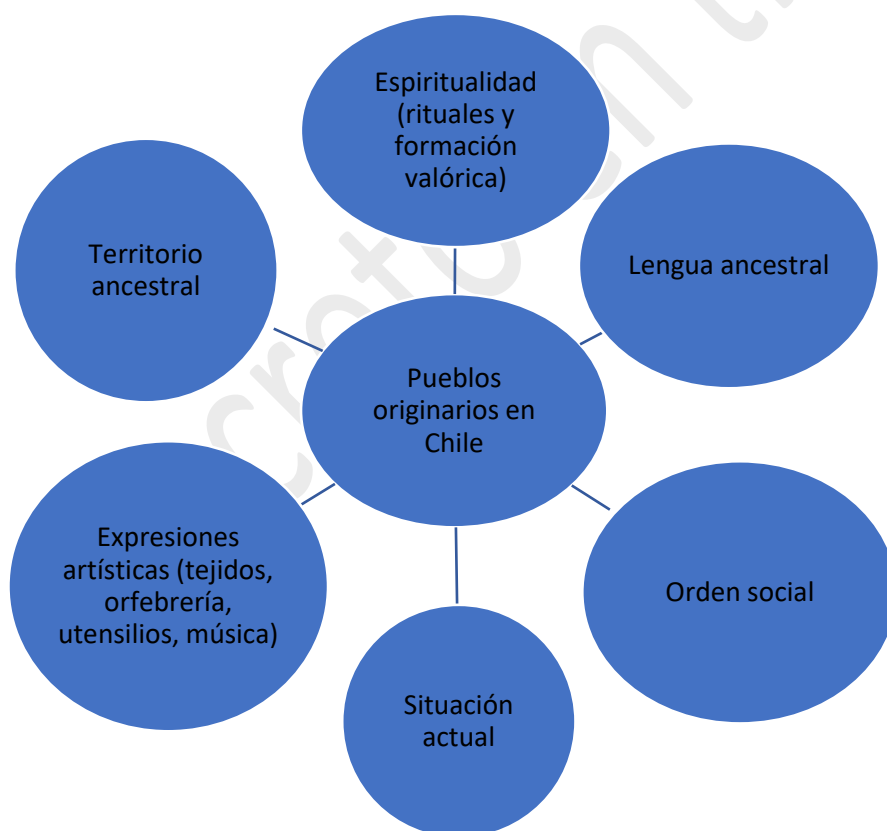 Espiritualidad
(rituales y
formación
valórica)
Territorio
ancestral
Lengua ancestral
Pueblos
originarios en
Chile
Expresiones
artísticas (tejidos,
orfebrería,
utensilios, música)
Orden social
Situación
actual